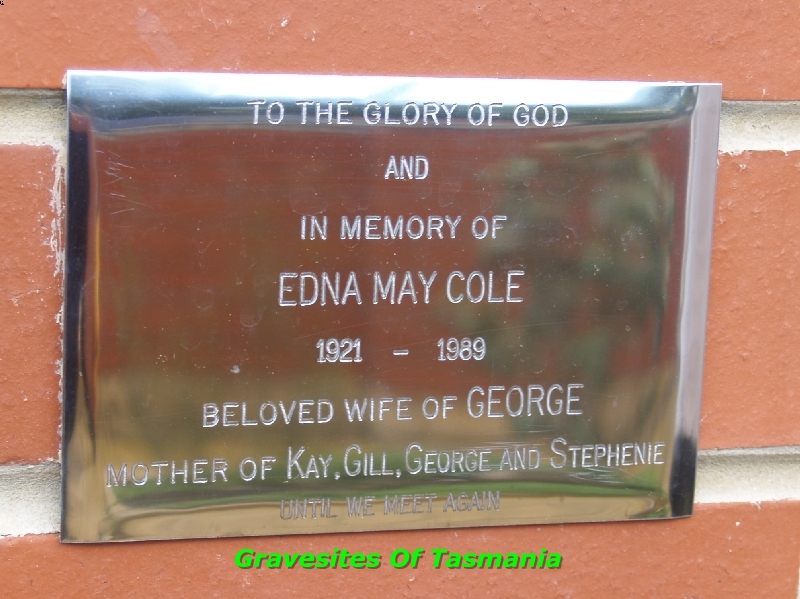 TO THE GLORY OF GOD
AND
IN MEMORY OF
EDNA MAY COLE
1921 – 1989
BELOVED WIFE OF GEORGE
MOTHER OF KAY, GILL, GEORGE AND STEPHENIE
UNTIL WE MEET AGAIN
Gravesites Of Tasmania